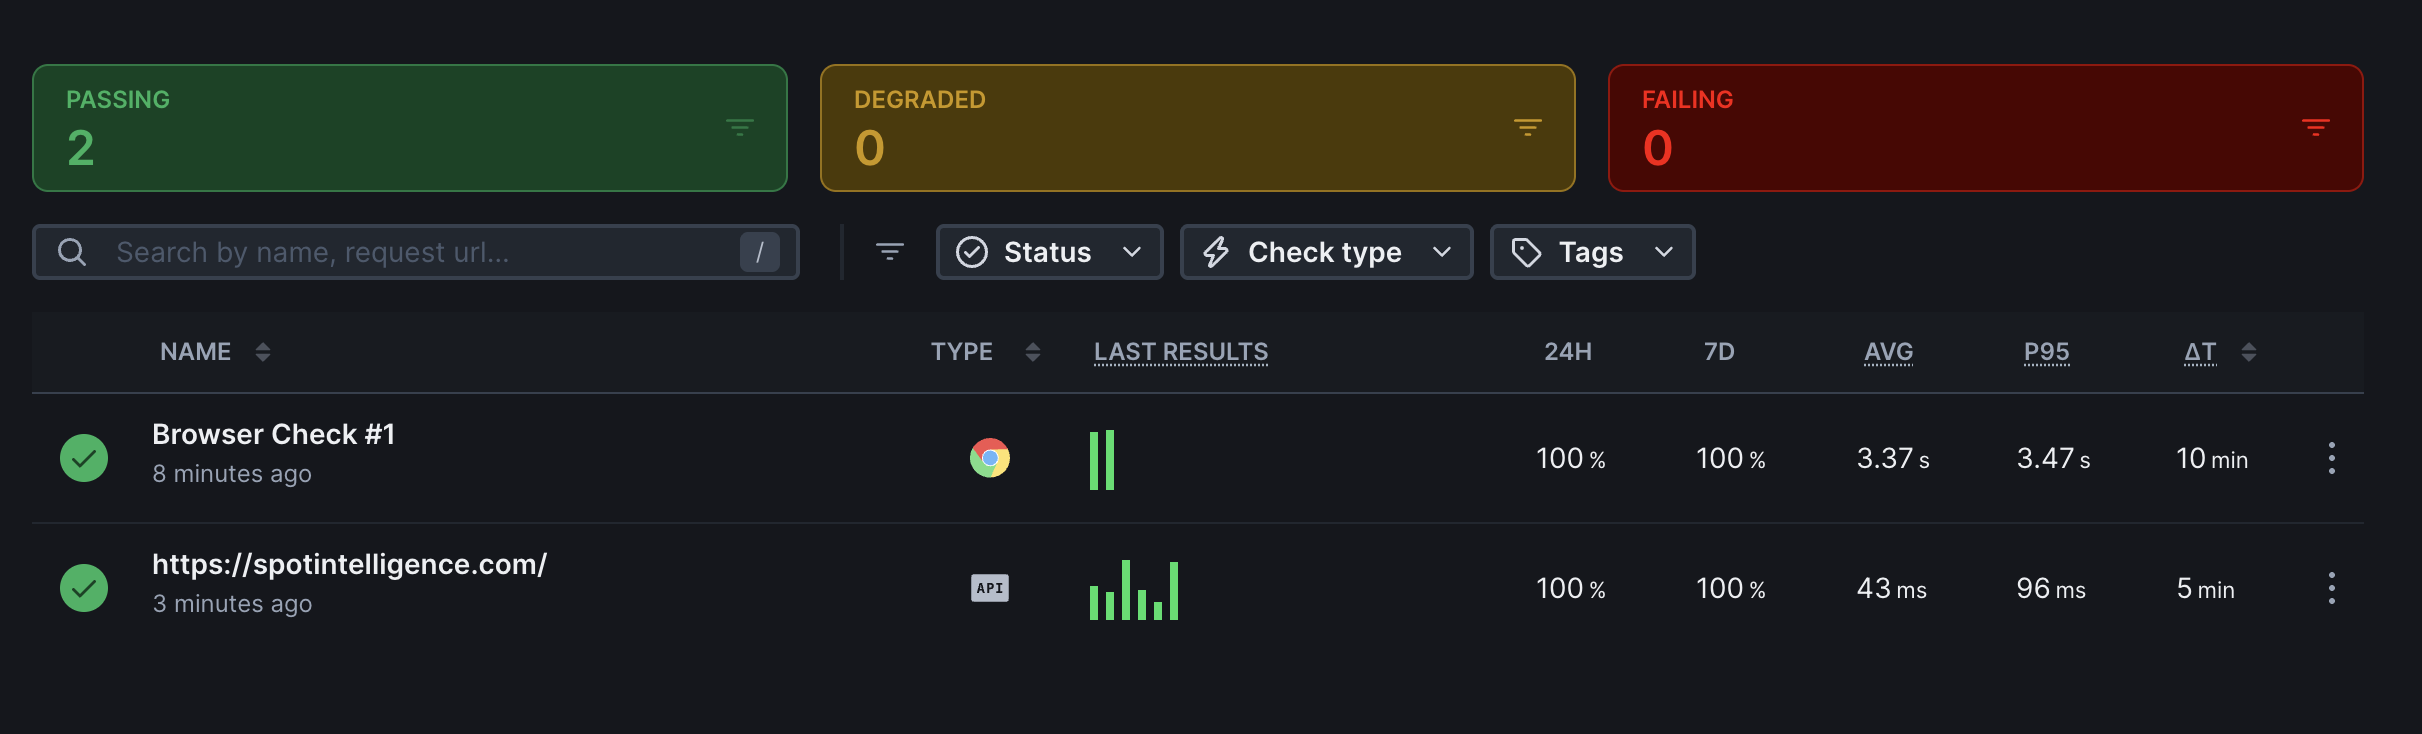 PASSING
2
DEGRADED
0
FAILING
0
Search by name, request url...
/
Status
Check type
Tags
NAME TYPE LAST RESULTS 24H 7D AVG P95 ΔT
Browser Check #1
8 minutes ago
100 % 100 % 3.37 s 3.47 s 10 min
https://spotintelligence.com/
3 minutes ago
API
100 % 100 % 43 ms 96 ms 5 min